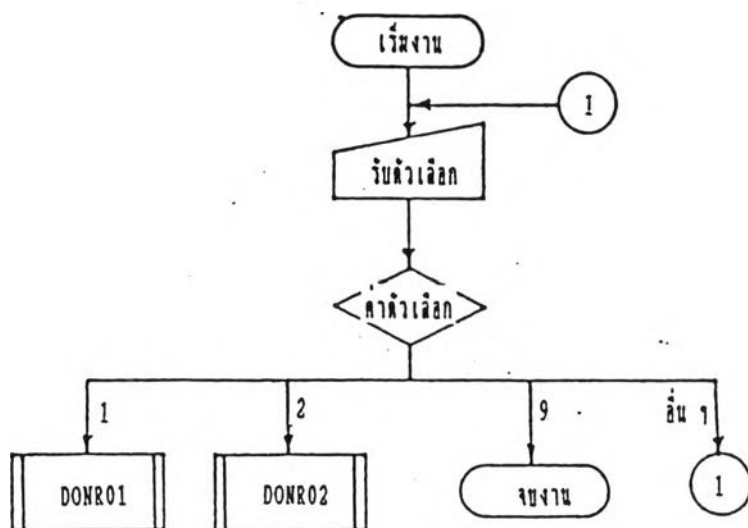 เริ่มงาน
1
รับตัวเลือก
ค่าตัวเลือก
1
2
9
อื่น ๆ
DONR01
DONR02
จบงาน
1